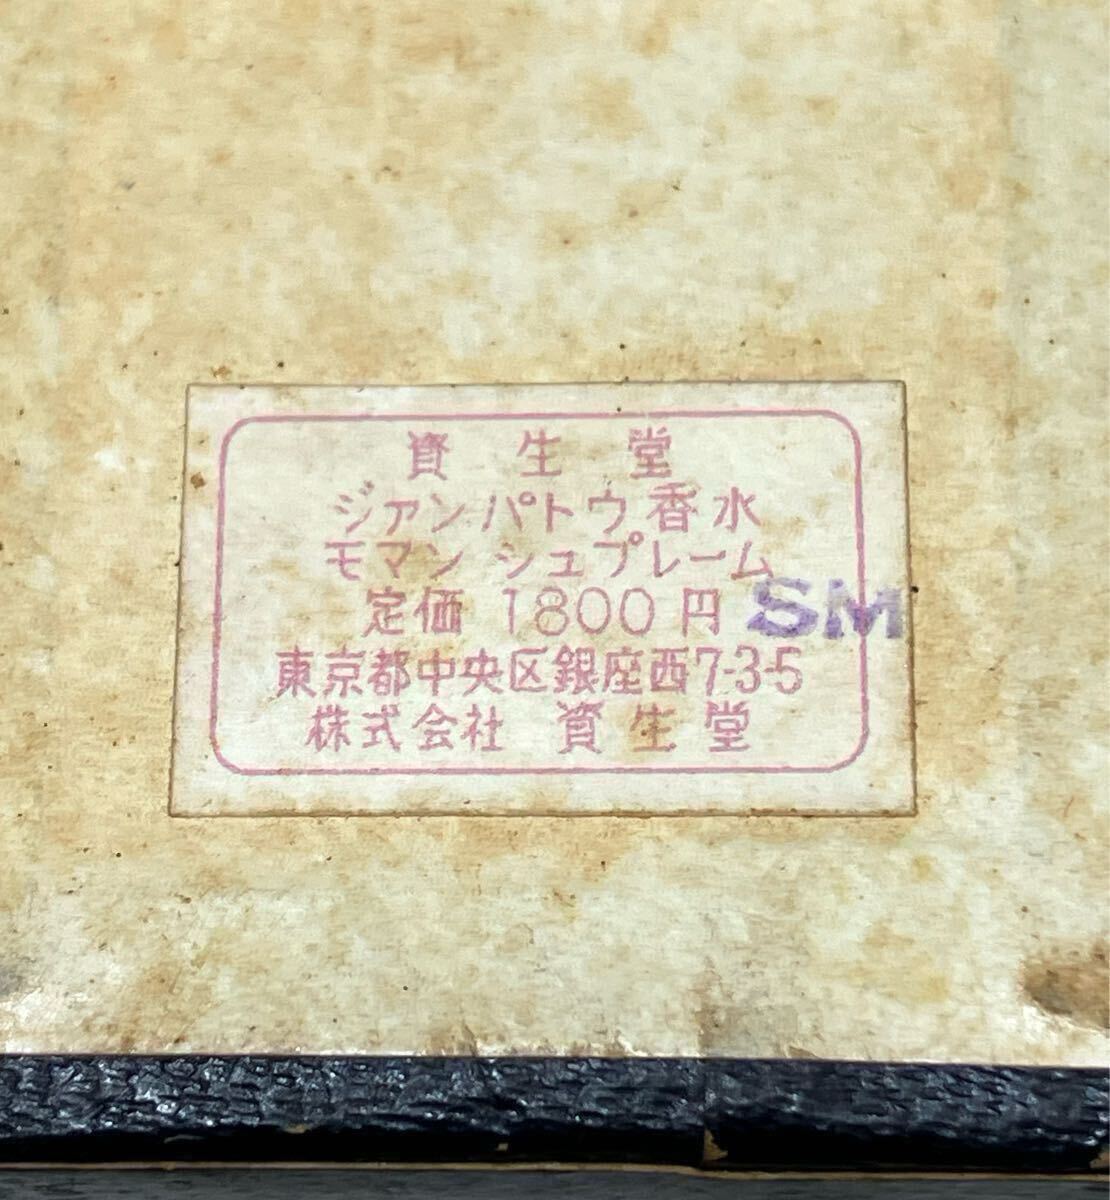 資生堂
ジァンパトウ香水
モマン シュプレーム
定価 1800円 SM
東京都中央区銀座西7-3-5
株式会社 資生堂